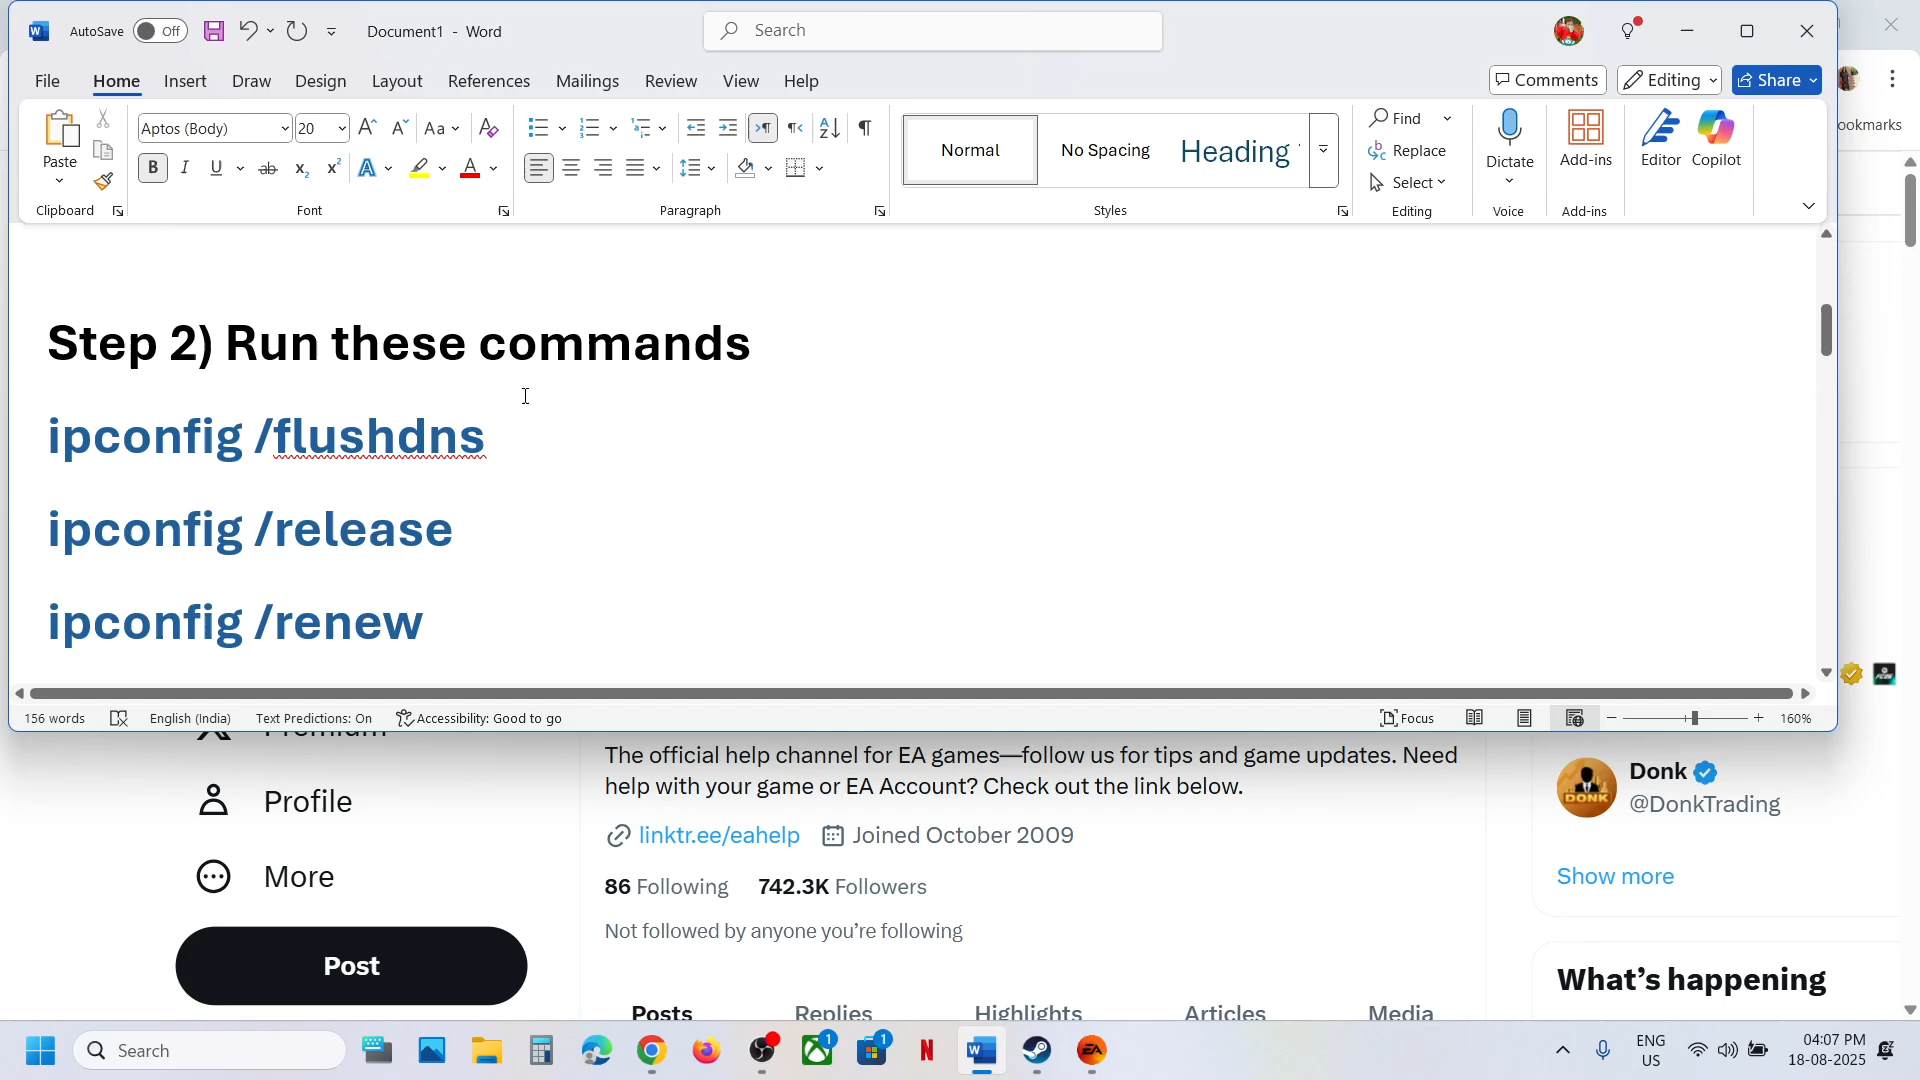 AutoSave Off
Document1 - Word
Search
File Home Insert Draw Design Layout References Mailings Review View Help
Comments Editing Share
Paste
Clipboard
Aptos (Body) 20
Font
Paragraph
Normal No Spacing Heading
Styles
Find
Replace
Select
Editing
Dictate
Voice
Add-ins
Add-ins
Editor
Copilot
ookmarks
Step 2) Run these commands
ipconfig /flushdns
ipconfig /release
ipconfig /renew
156 words English (India) Text Predictions: On Accessibility: Good to go Focus 160%
Premium
Profile
More
Post
The official help channel for EA games—follow us for tips and game updates. Need
help with your game or EA Account? Check out the link below.
linktr.ee/eahelp Joined October 2009
86 Following 742.3K Followers
Not followed by anyone you’re following
Posts Replies Highlights Articles Media
Donk
@DonkTrading
Show more
What’s happening
Search
ENG
US
04:07 PM
18-08-2025